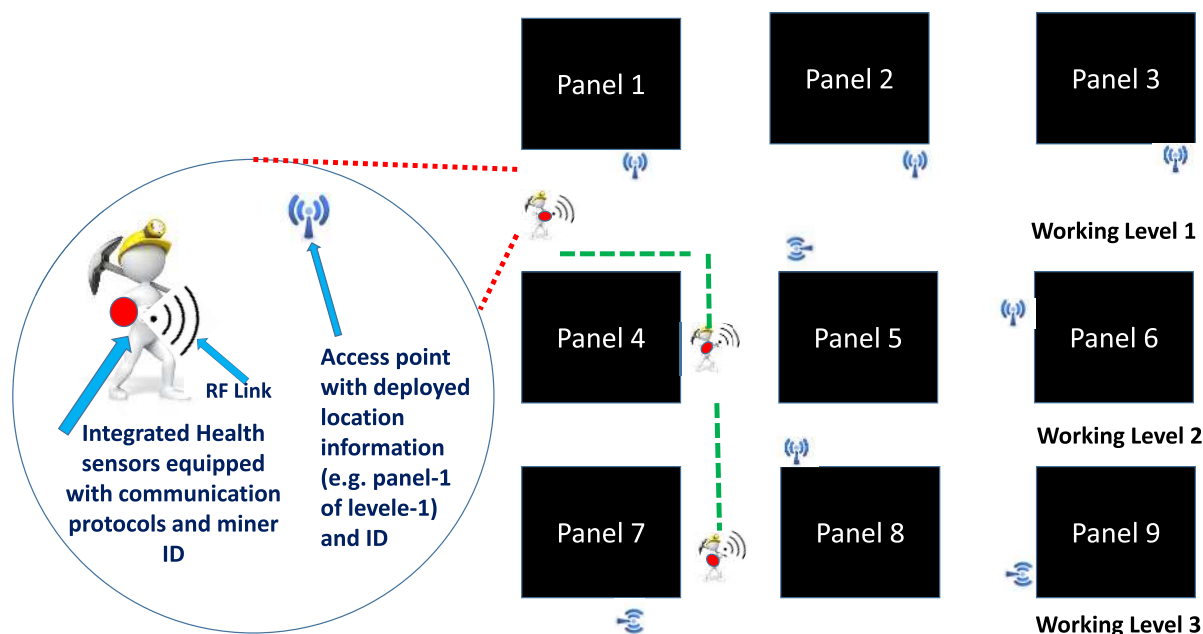 Panel 1
Panel 2
Panel 3
Working Level 1
Panel 4
Panel 5
Panel 6
Working Level 2
Panel 7
Panel 8
Panel 9
Working Level 3
RF Link
Integrated Health
sensors equipped
with communication
protocols and miner
ID
Access point
with deployed
location
information
(e.g. panel-1
of levele-1)
and ID